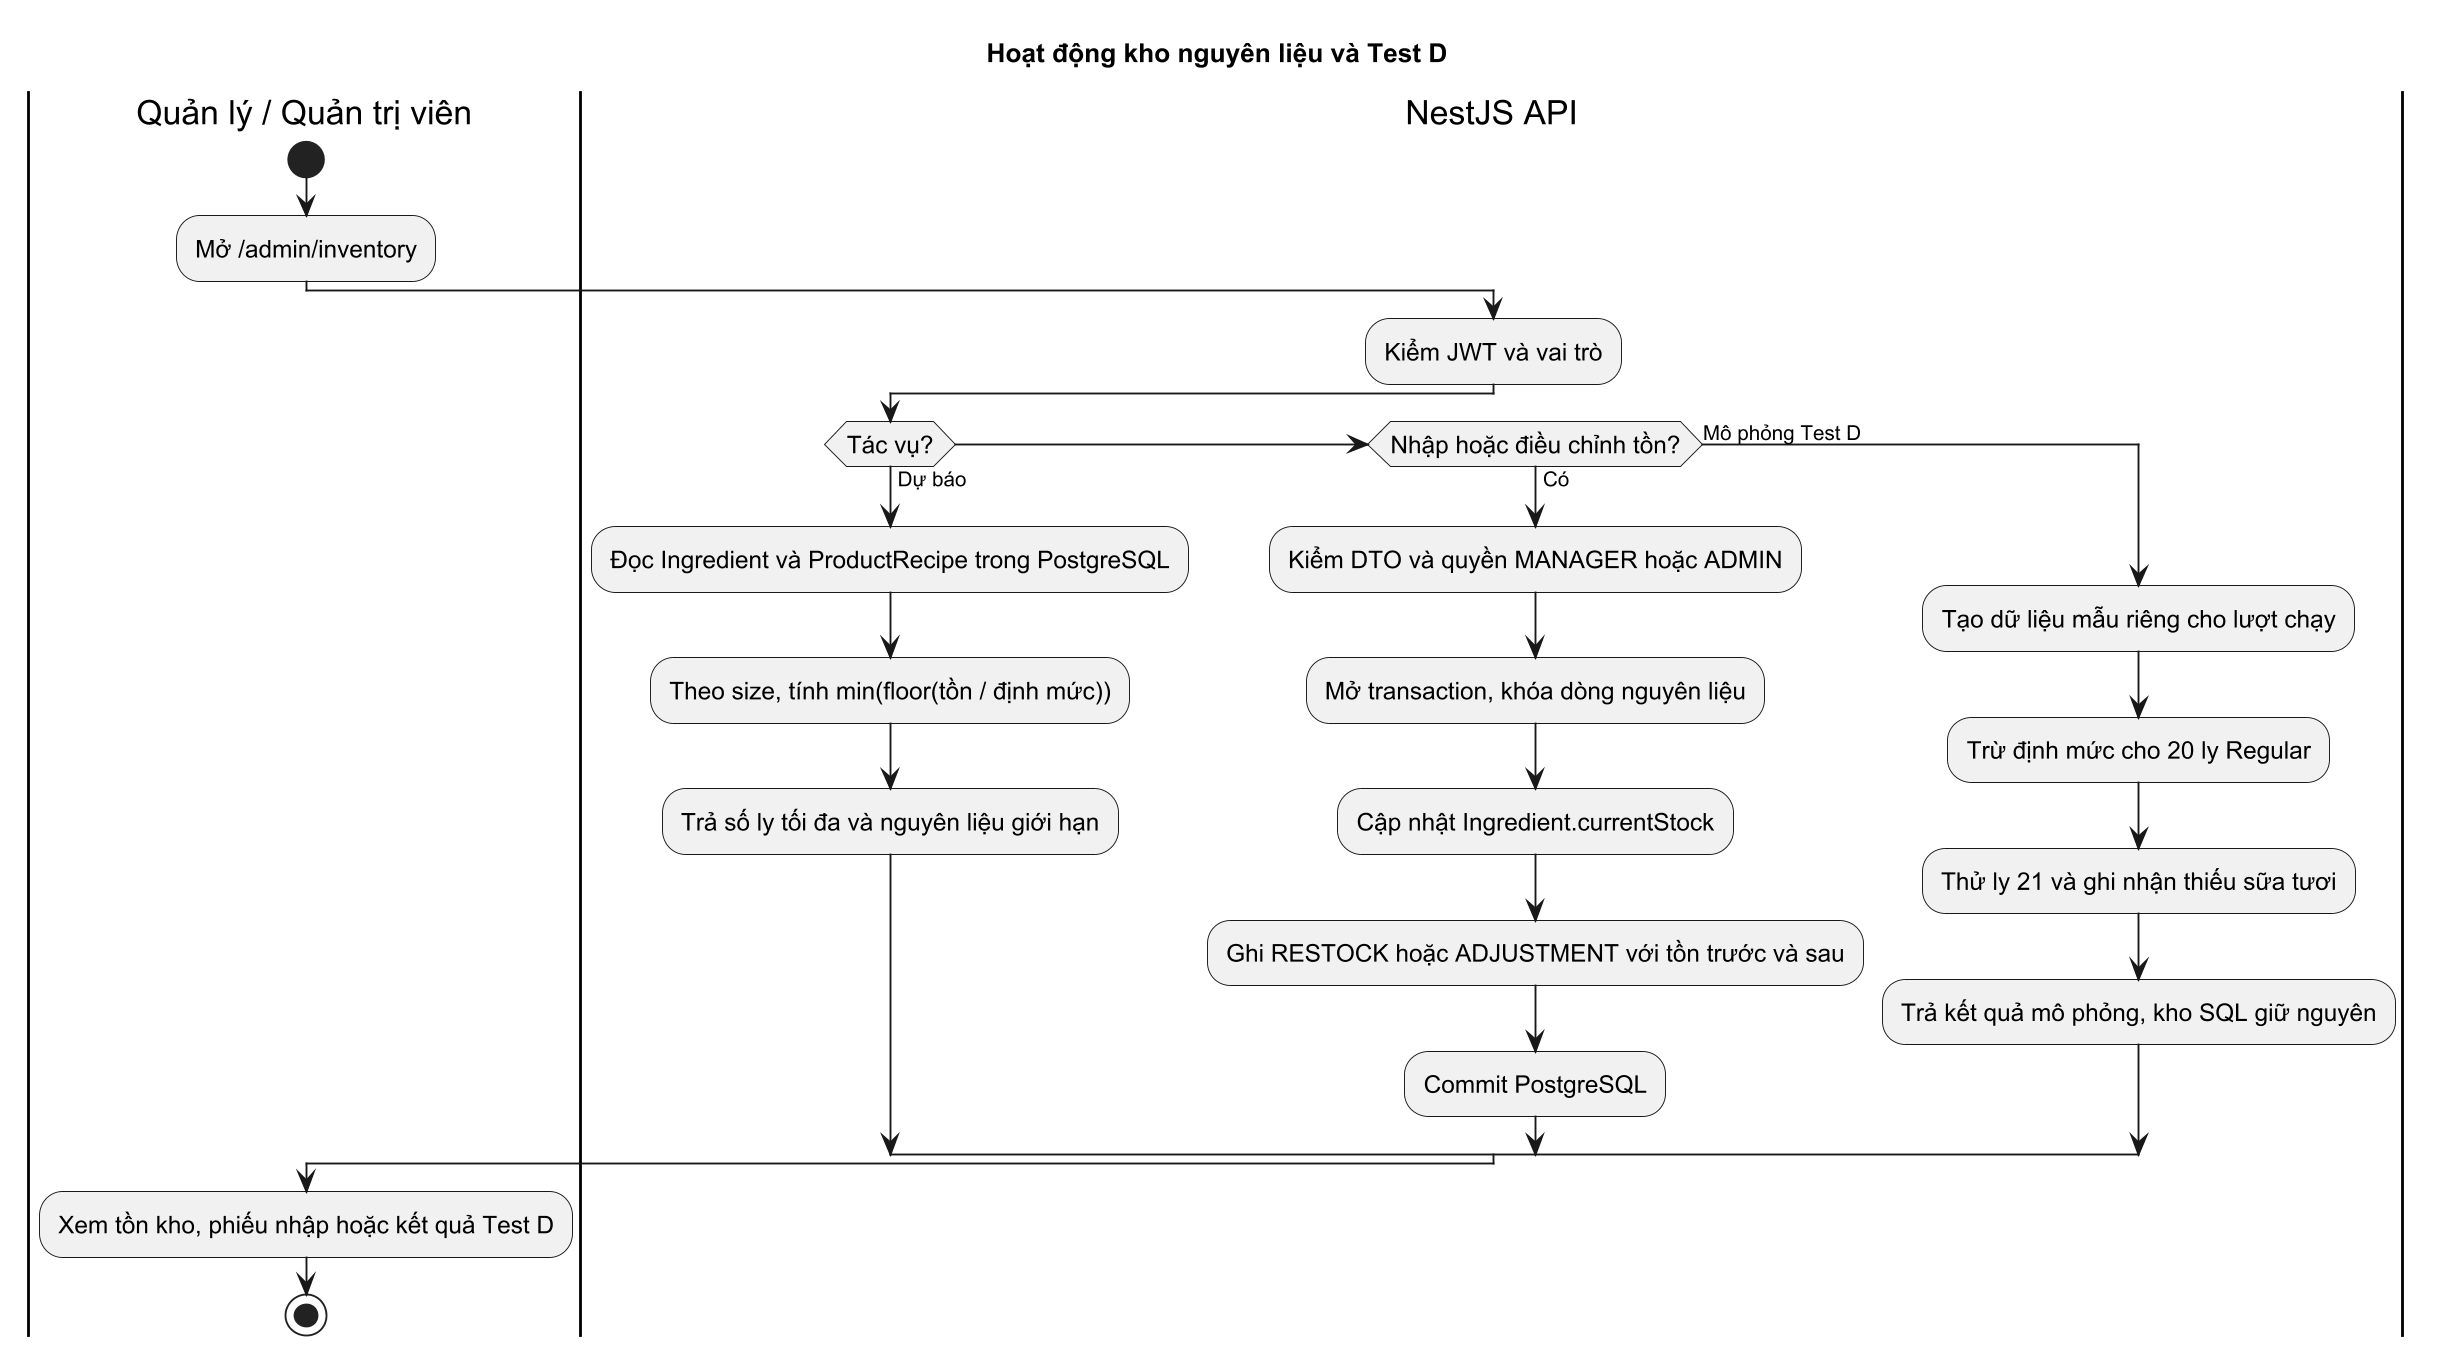 Hoạt động kho nguyên liệu và Test D
Quản lý / Quản trị viên
NestJS API
Mở /admin/inventory
Kiểm JWT và vai trò
Tác vụ?
Nhập hoặc điều chỉnh tồn?
Mô phỏng Test D
Dự báo
Có
Đọc Ingredient và ProductRecipe trong PostgreSQL
Theo size, tính min(floor(tồn / định mức))
Trả số ly tối đa và nguyên liệu giới hạn
Kiểm DTO và quyền MANAGER hoặc ADMIN
Mở transaction, khóa dòng nguyên liệu
Cập nhật Ingredient.currentStock
Ghi RESTOCK hoặc ADJUSTMENT với tồn trước và sau
Commit PostgreSQL
Tạo dữ liệu mẫu riêng cho lượt chạy
Trừ định mức cho 20 ly Regular
Thử ly 21 và ghi nhận thiếu sữa tươi
Trả kết quả mô phỏng, kho SQL giữ nguyên
Xem tồn kho, phiếu nhập hoặc kết quả Test D